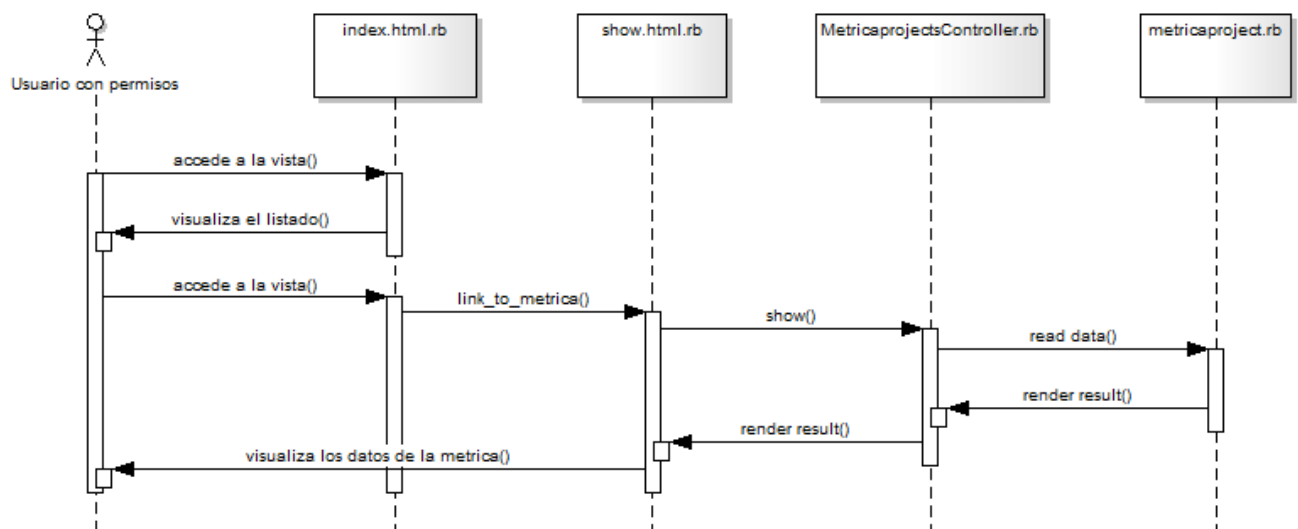 index.html.rb
show.html.rb
MetricaprojectsController.rb
metricaproject.rb
Usuario con permisos
accede a la vista()
visualiza el listado()
accede a la vista()
link_to_metrica()
show()
read data()
render result()
render result()
visualiza los datos de la metrica()